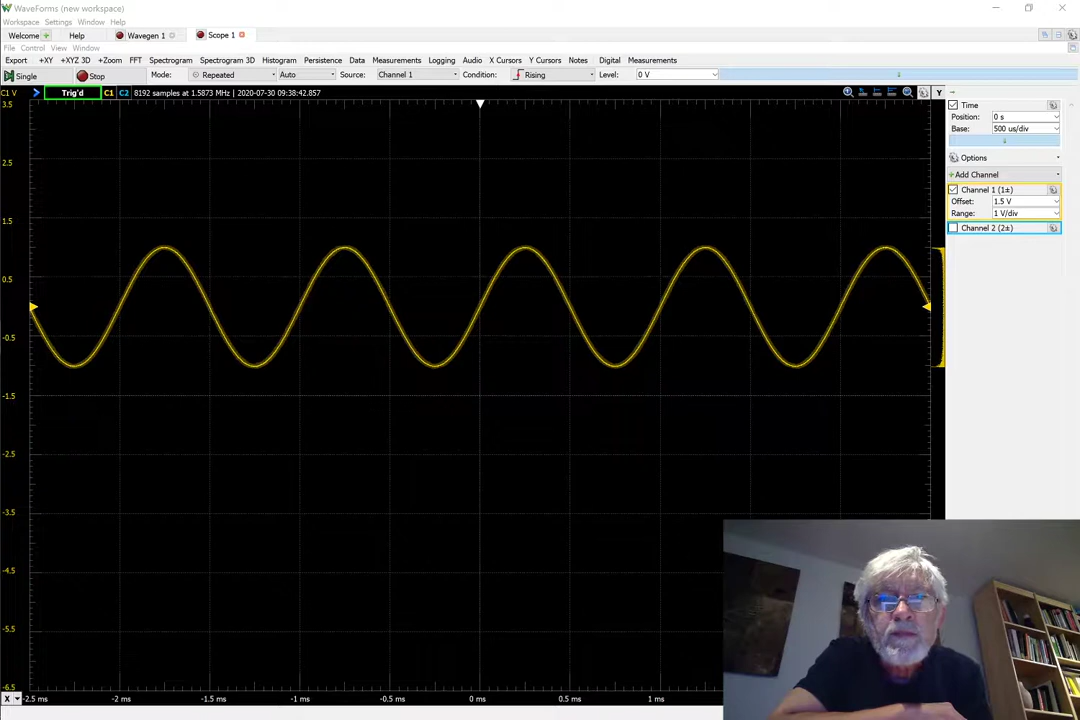 WaveForms (new workspace)
Workspace Settings Window Help
Welcome Help Wavegen 1 Scope 1
File Control View Window
Export +XY +XYZ 3D +Zoom FFT Spectrogram Spectrogram 3D Histogram Persistence Data Measurements Logging Audio X Cursors Y Cursors Notes Digital Measurements
Single Stop Mode: Repeated Auto Source: Channel 1 Condition: Rising Level: 0 V
C1 V Trig'd C1 C2 8192 samples at 1.5873 MHz | 2020-07-30 09:38:42.857 Y
3.5
2.5
1.5
0.5
-0.5
-1.5
-2.5
-3.5
-4.5
-5.5
-6.5
X -2.5 ms -2 ms -1.5 ms -1 ms -0.5 ms 0 ms 0.5 ms 1 ms
Time
Position: 0 s
Base: 500 us/div
Options
Add Channel
Channel 1 (1±)
Offset: 1.5 V
Range: 1 V/div
Channel 2 (2±)